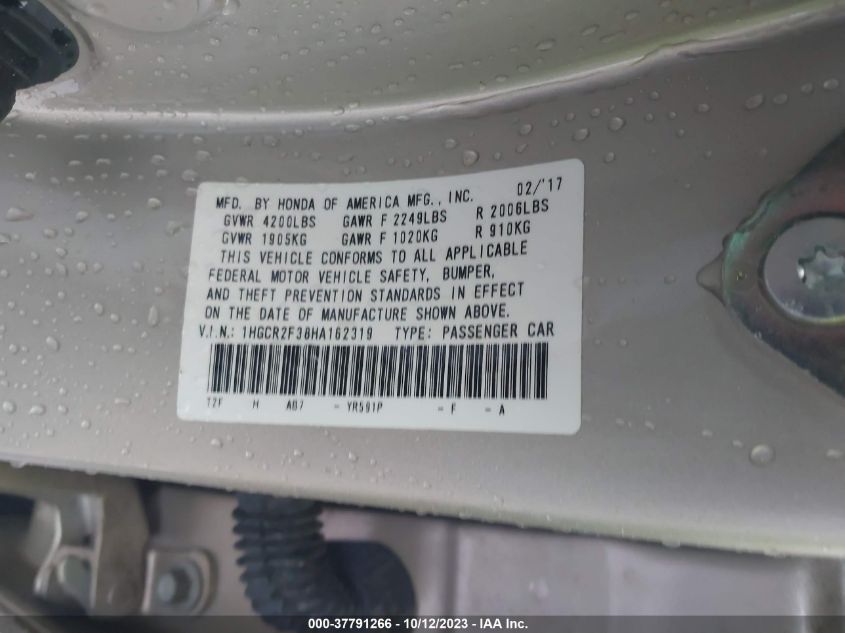 02/'17
MFD. BY HONDA OF AMERICA MFG., INC.
GVWR 4200LBS GAWR F 2249LBS R 2006LBS
GVWR 1905KG GAWR F 1020KG R 910KG
THIS VEHICLE CONFORMS TO ALL APPLICABLE
FEDERAL MOTOR VEHICLE SAFETY, BUMPER,
AND THEFT PREVENTION STANDARDS IN EFFECT
ON THE DATE OF MANUFACTURE SHOWN ABOVE.
V.I.N.: 1HGCR2F38HA162319 TYPE: PASSENGER CAR
T2F AB7 - YR591P - F - A
000-37791266 - 10/12/2023 - IAA Inc.